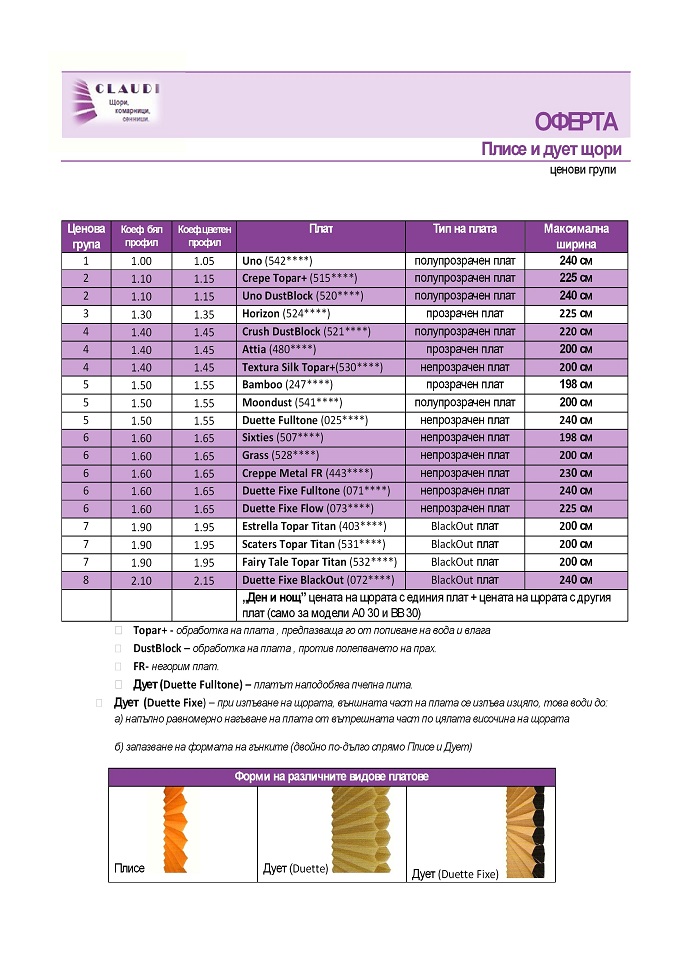 CLAUDI
Щори,
комарници,
сенници.
ОФЕРТА
Плисе и дует щори
ценови групи
Ценова група Коеф. бял профил Коеф.цветен профил Плат Тип на плата Максимална ширина
1 1.00 1.05 Uno (542****) полупрозрачен плат 240 см
2 1.10 1.15 Crepe Topar+ (515****) полупрозрачен плат 225 см
2 1.10 1.15 Uno DustBlock (520****) полупрозрачен плат 240 см
3 1.30 1.35 Horizon (524****) прозрачен плат 225 см
4 1.40 1.45 Crush DustBlock (521****) полупрозрачен плат 220 см
4 1.40 1.45 Attia (480****) прозрачен плат 200 см
4 1.40 1.45 Textura Silk Topar+(530****) непрозрачен плат 200 см
5 1.50 1.55 Bamboo (247****) прозрачен плат 198 см
5 1.50 1.55 Moondust (541****) полупрозрачен плат 200 см
5 1.50 1.55 Duette Fulltone (025****) непрозрачен плат 240 см
6 1.60 1.65 Sixties (507****) непрозрачен плат 198 см
6 1.60 1.65 Grass (528****) непрозрачен плат 200 см
6 1.60 1.65 Creppe Metal FR (443****) непрозрачен плат 230 см
6 1.60 1.65 Duette Fixe Fulltone (071****) непрозрачен плат 240 см
6 1.60 1.65 Duette Fixe Flow (073****) непрозрачен плат 225 см
7 1.90 1.95 Estrella Topar Titan (403****) BlackOut плат 200 см
7 1.90 1.95 Scaters Topar Titan (531****) BlackOut плат 200 см
7 1.90 1.95 Fairy Tale Topar Titan (532****) BlackOut плат 200 см
8 2.10 2.15 Duette Fixe BlackOut (072****) BlackOut плат 240 см
„Ден и нощ” цената на щората с единия плат + цената на щората с другия
плат (само за модели AO 30 и BB 30)
Topar+ - обработка на плата , предпазваща го от попиване на вода и влага
DustBlock – обработка на плата , против полепването на прах.
FR- негорим плат.
Дует (Duette Fulltone) – платът наподобява пчелна пита.
Дует (Duette Fixe) – при изпъване на щората, външната част на плата се изпъва изцяло, това води до:
а) напълно равномерно нагъване на плата от вътрешната част по цялата височина на щората
б) запазване на формата на гънките (двойно по-дълго спрямо Плисе и Дует)
Форми на различните видове платове
Плисе Дует (Duette) Дует (Duette Fixe)